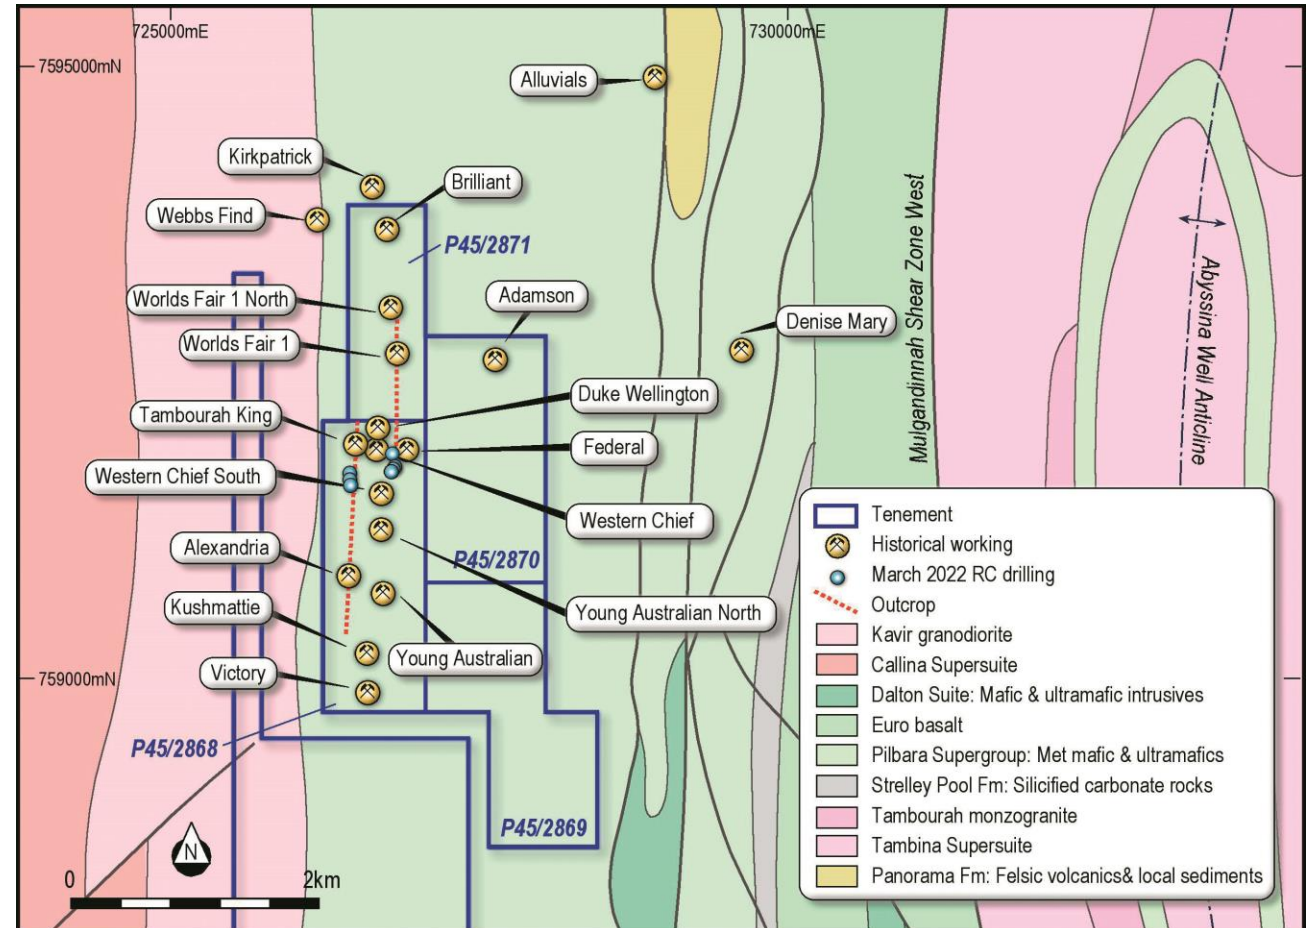 725000mE
730000mE
7595000mN
Alluvials
Kirkpatrick
Brilliant
Webbs Find
P45/2871
Worlds Fair 1 North
Adamson
Worlds Fair 1
Denise Mary
Mulgandinnah Shear Zone West
Abyssina Well Anticline
Duke Wellington
Tambourah King
Federal
Western Chief South
Western Chief
Alexandria
P45/2870
Kushmattie
Young Australian North
Young Australian
Victory
759000mN
P45/2868
P45/2869
N
0 2km
Tenement
Historical working
March 2022 RC drilling
Outcrop
Kavir granodiorite
Callina Supersuite
Dalton Suite: Mafic & ultramafic intrusives
Euro basalt
Pilbara Supergroup: Met mafic & ultramafics
Strelley Pool Fm: Silicified carbonate rocks
Tambourah monzogranite
Tambina Supersuite
Panorama Fm: Felsic volcanics& local sediments